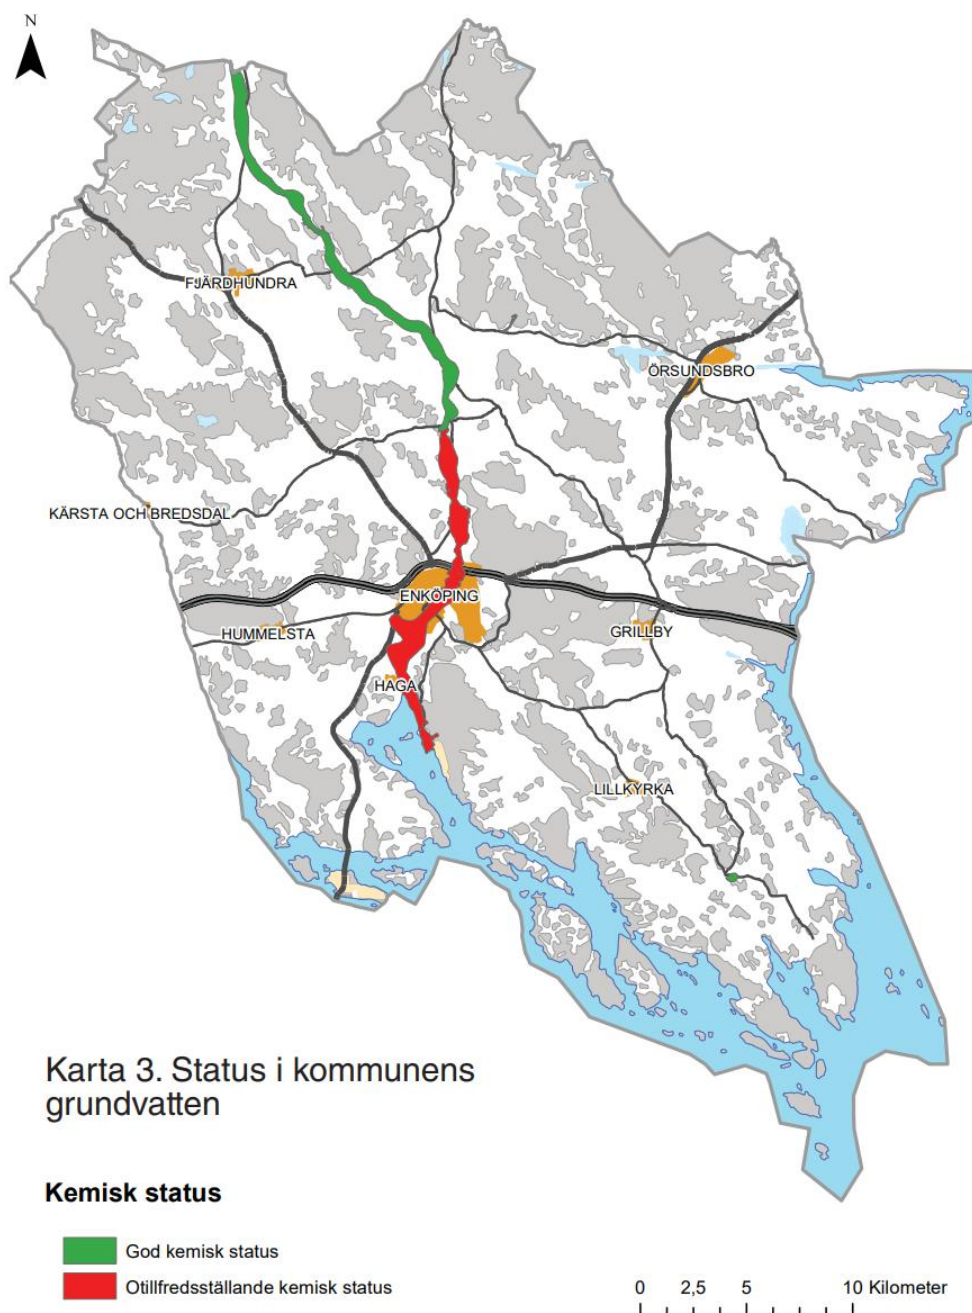 N
FJÄRDHUNDRA
ÖRSUNDSBRO
KÄRSTA OCH BREDSDAL
ENKÖPING
HUMMELSTA
GRILLBY
HAGA
LILLKYRKA
Karta 3. Status i kommunens
grundvatten
Kemisk status
God kemisk status
Otillfredsställande kemisk status
0 2,5 5 10 Kilometer